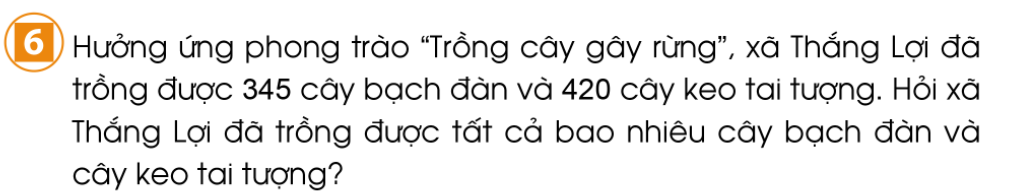 6 Hưởng ứng phong trào “Trồng cây gây rừng”, xã Thắng Lợi đã
trồng được 345 cây bạch đàn và 420 cây keo tai tượng. Hỏi xã
Thắng Lợi đã trồng được tất cả bao nhiêu cây bạch đàn và
cây keo tai tượng?